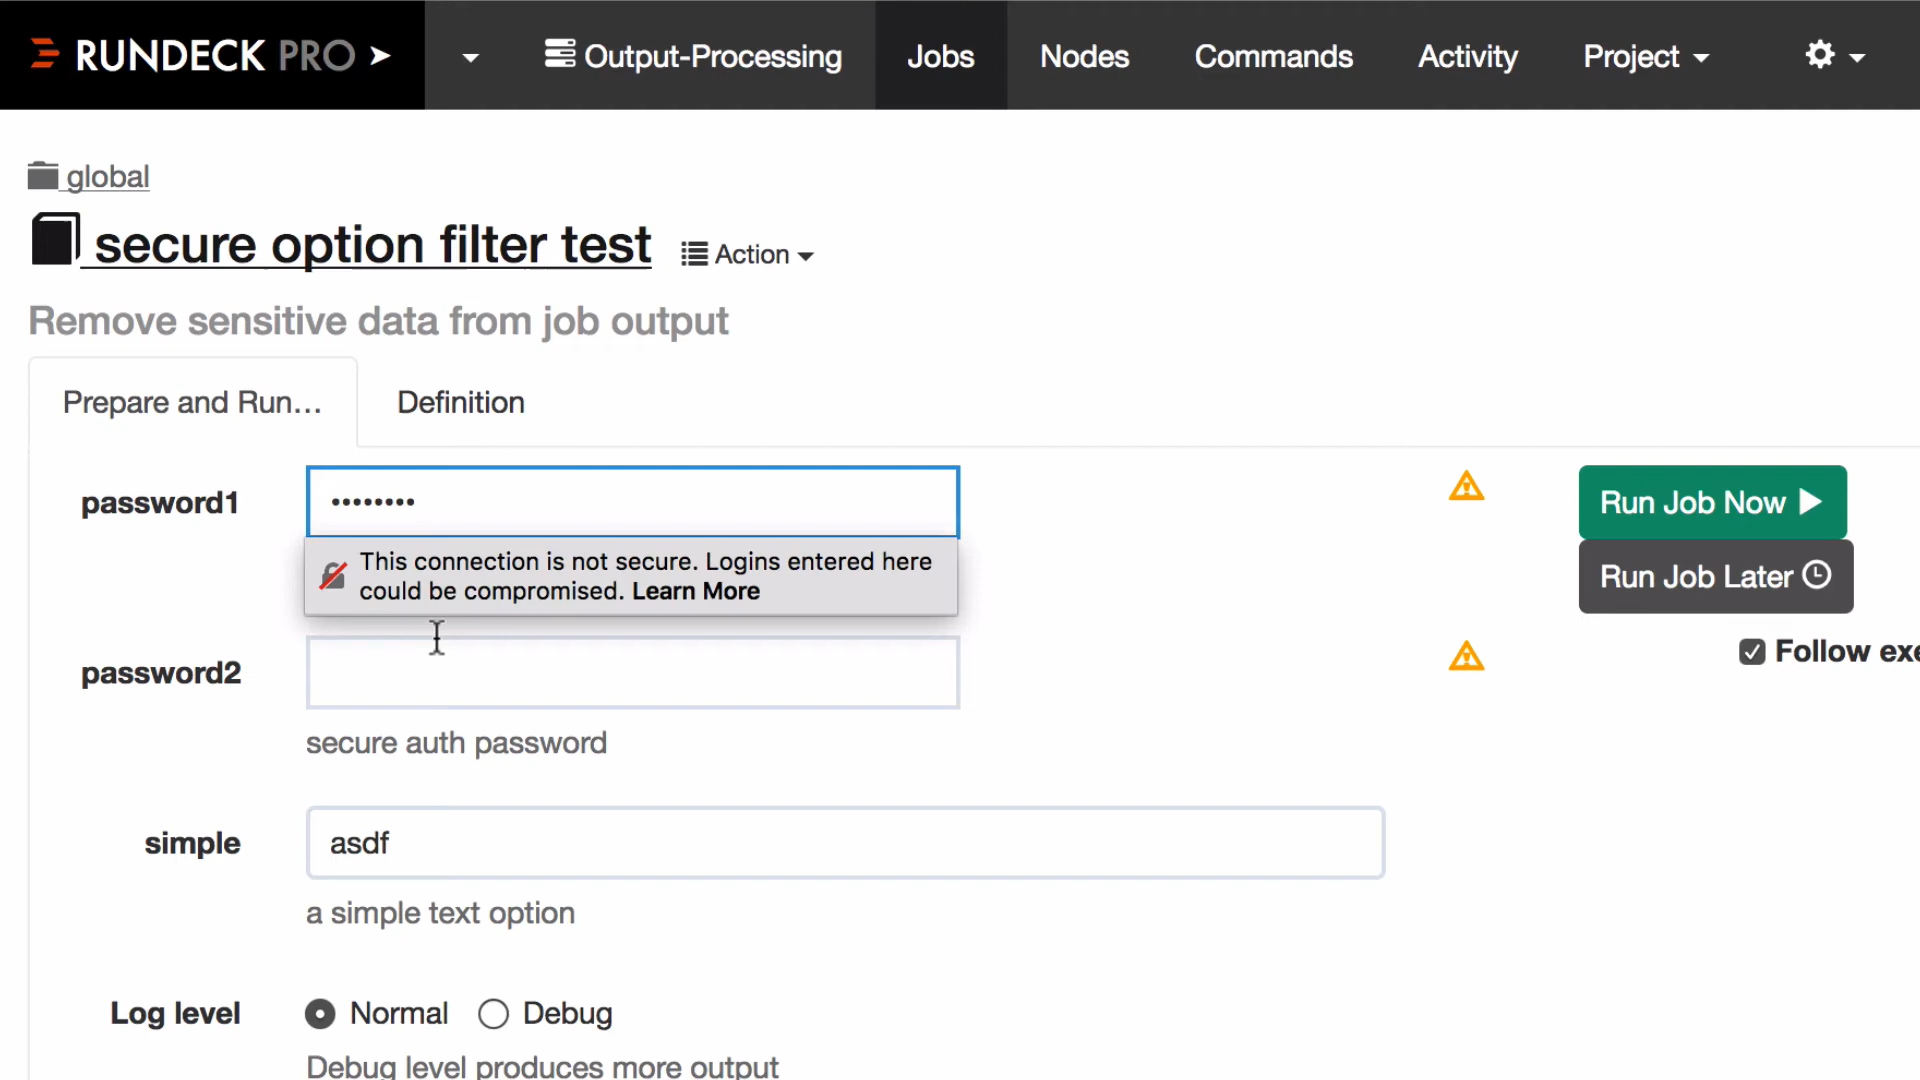 RUNDECK PRO
Output-Processing
Jobs
Nodes
Commands
Activity
Project
global
secure option filter test
Action
Remove sensitive data from job output
Prepare and Run…
Definition
password1
••••••••
Run Job Now
This connection is not secure. Logins entered here
could be compromised. Learn More
Run Job Later
password2
Follow exe
secure auth password
simple
asdf
a simple text option
Log level
Normal
Debug
Debug level produces more output